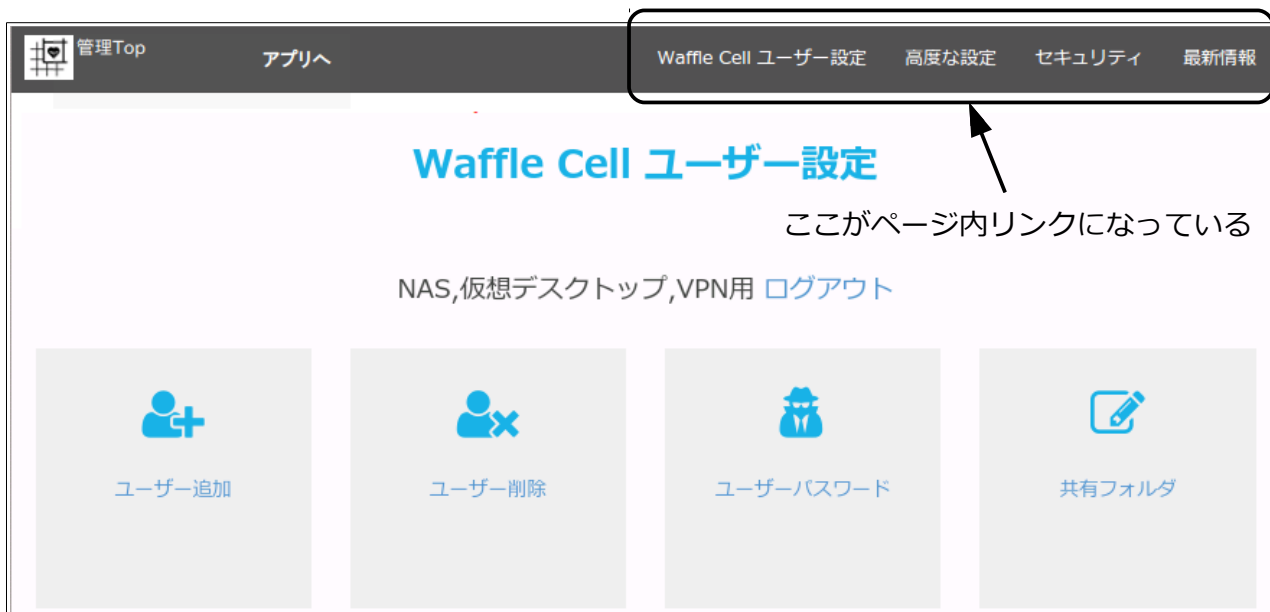 管理Top アプリへ Waffle Cell ユーザー設定 高度な設定 セキュリティ 最新情報
Waffle Cell ユーザー設定
ここがページ内リンクになっている
NAS,仮想デスクトップ,VPN用 ログアウト
ユーザー追加 ユーザー削除 ユーザーパスワード 共有フォルダ